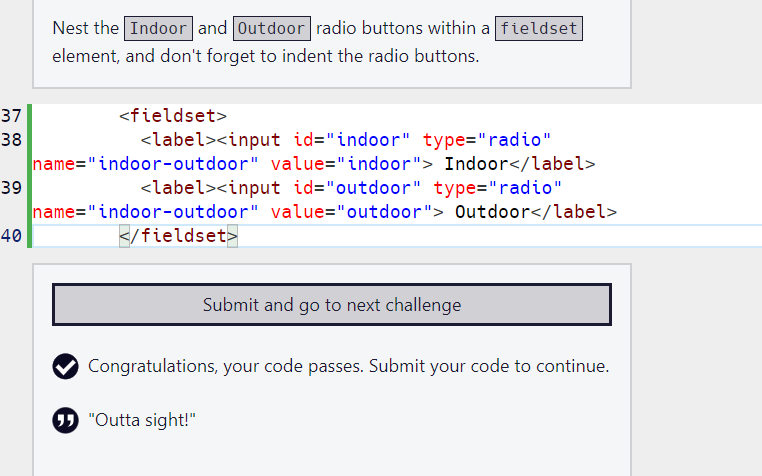 Nest the Indoor and Outdoor radio buttons within a fieldset
element, and don't forget to indent the radio buttons.
37 <fieldset>
38 <label><input id="indoor" type="radio"
name="indoor-outdoor" value="indoor"> Indoor</label>
39 <label><input id="outdoor" type="radio"
name="indoor-outdoor" value="outdoor"> Outdoor</label>
40 </fieldset>
Submit and go to next challenge
Congratulations, your code passes. Submit your code to continue.
"Outta sight!"